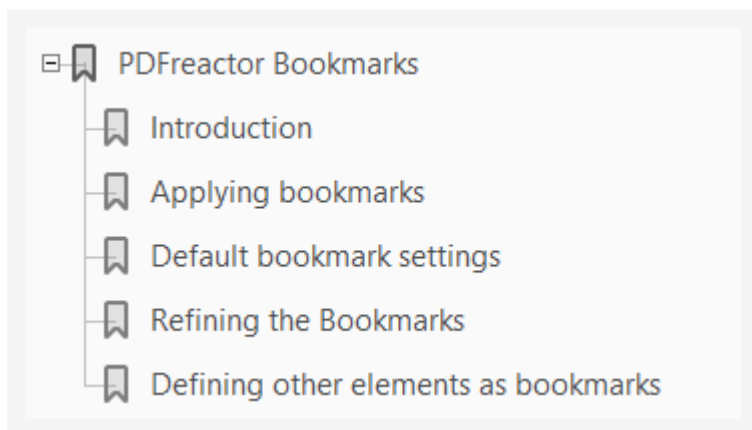 PDFreactor Bookmarks
Introduction
Applying bookmarks
Default bookmark settings
Refining the Bookmarks
Defining other elements as bookmarks